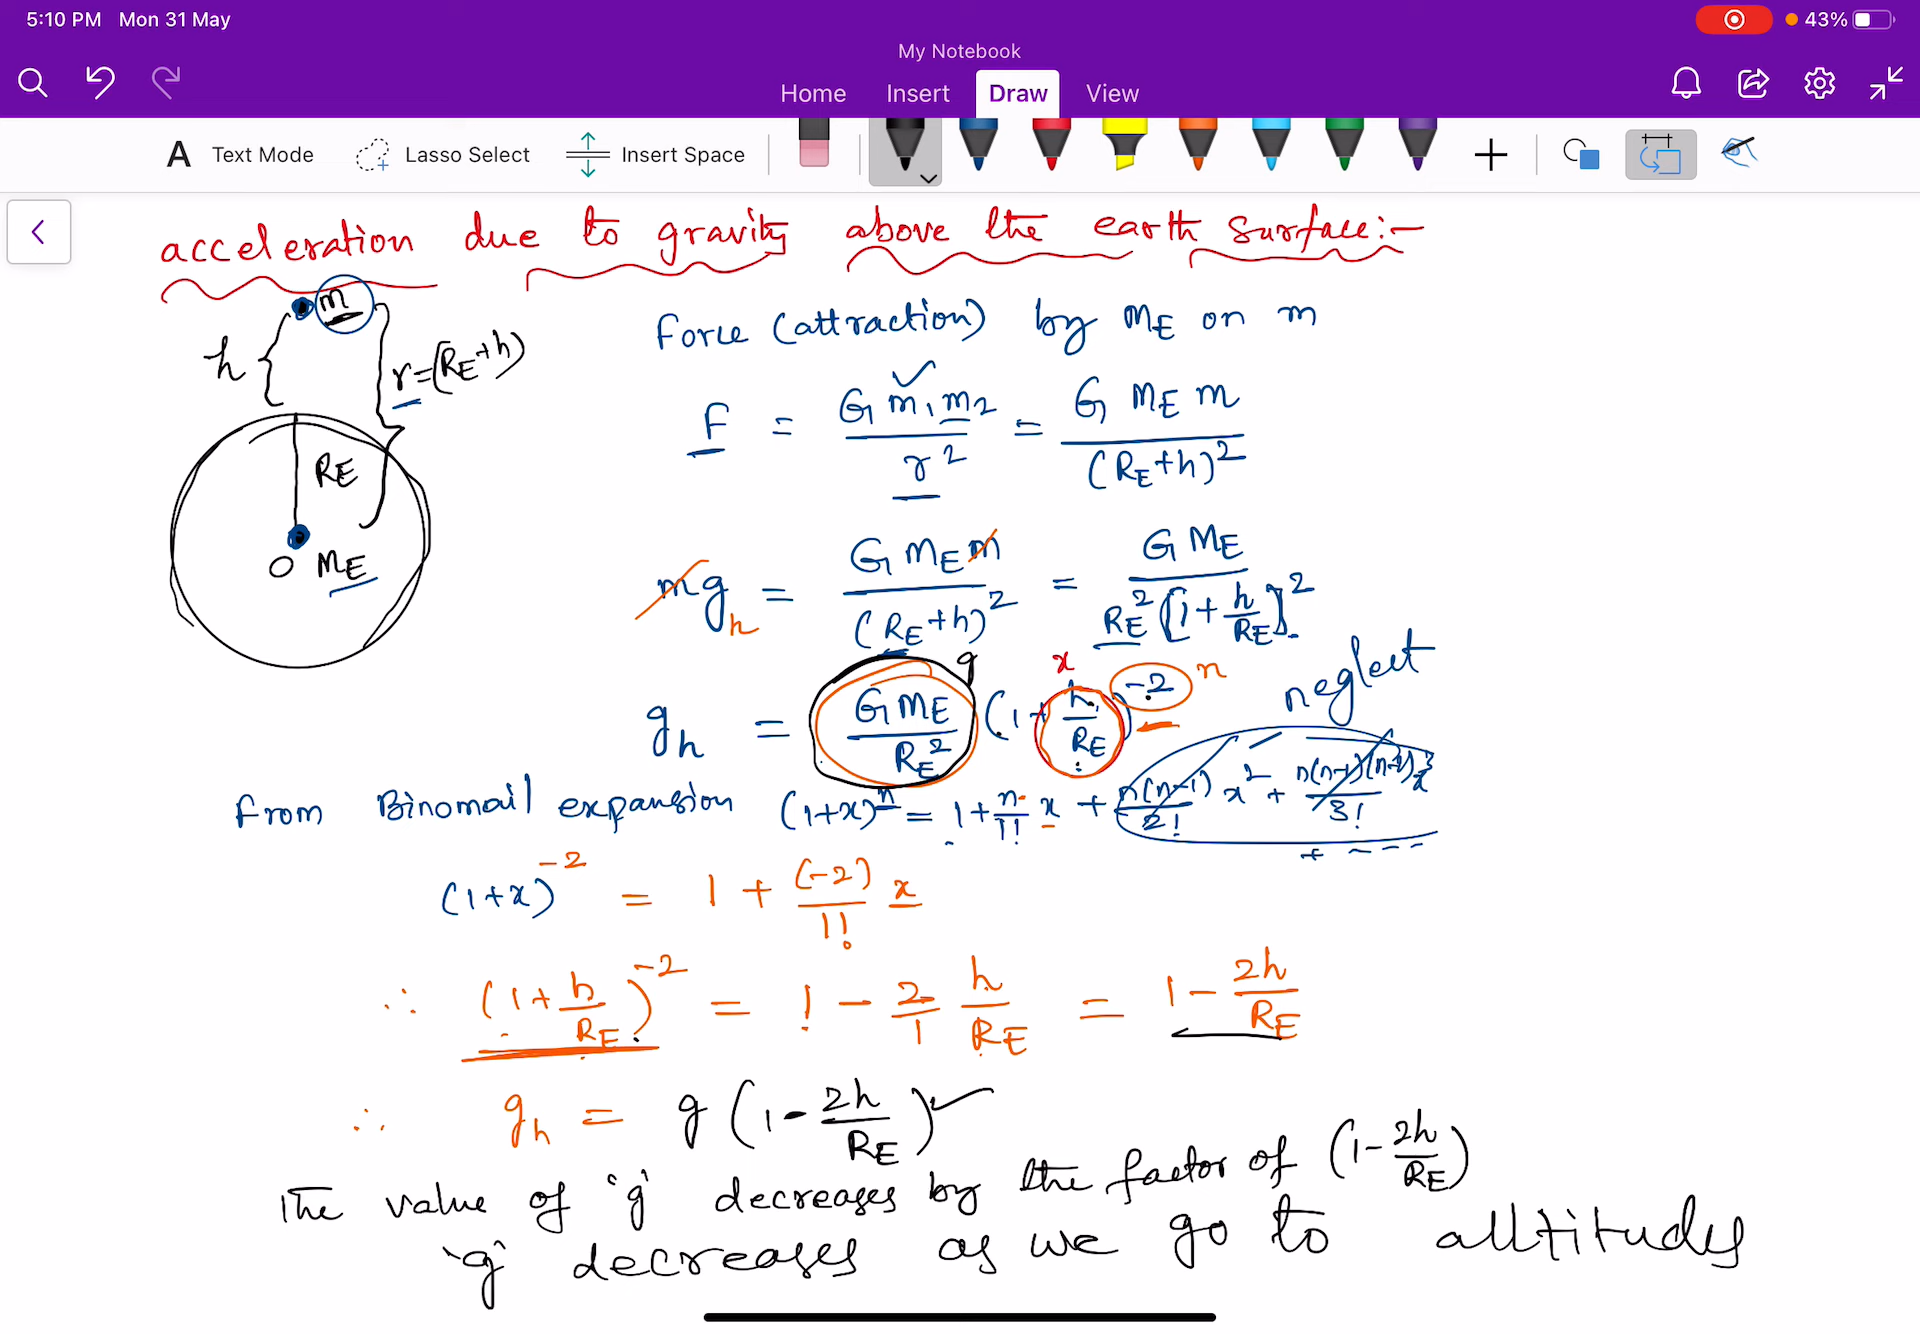 5:10 PM Mon 31 May
43%
My Notebook
Home Insert Draw View
A Text Mode Lasso Select Insert Space
acceleration due to gravity above the earth surface:-
m
h
r=(RE+h)
RE
O ME
Force (attraction) by ME on m
F = G m1 m2 / r² = G ME m / (RE+h)²
mgh = G ME m / (RE+h)² = G ME / RE² [1 + h/RE]²
g x n neglect
gh = G ME / RE² (1 + h/RE)⁻²
From Binomail expansion (1+x)ⁿ = 1 + n/1! x + n(n-1)/2! x² + n(n-1)(n-2)/3! x³
+ ----
(1+x)⁻² = 1 + (-2)/1! x
∴ (1 + h/RE)⁻² = 1 - 2/1 h/RE = 1 - 2h/RE
∴ gh = g (1 - 2h/RE) ✓
The value of 'g' decreases by the factor of (1 - 2h/RE)
'g' decreases as we go to alltitudes